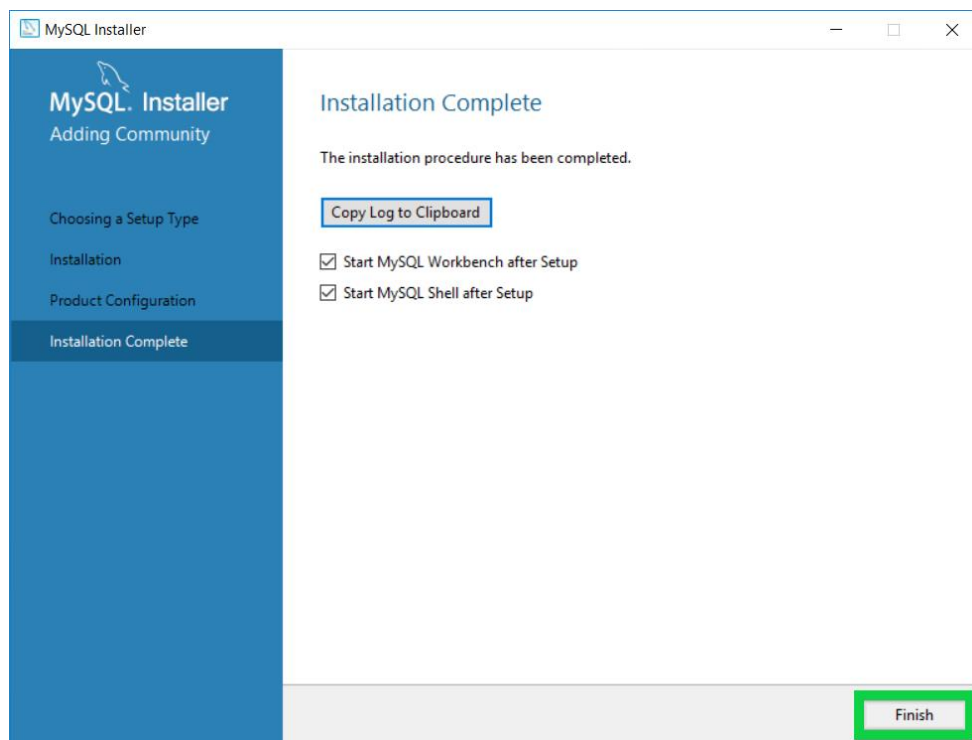 MySQL Installer
MySQL. Installer
Adding Community
Choosing a Setup Type
Installation
Product Configuration
Installation Complete
Installation Complete
The installation procedure has been completed.
Copy Log to Clipboard
Start MySQL Workbench after Setup
Start MySQL Shell after Setup
Finish